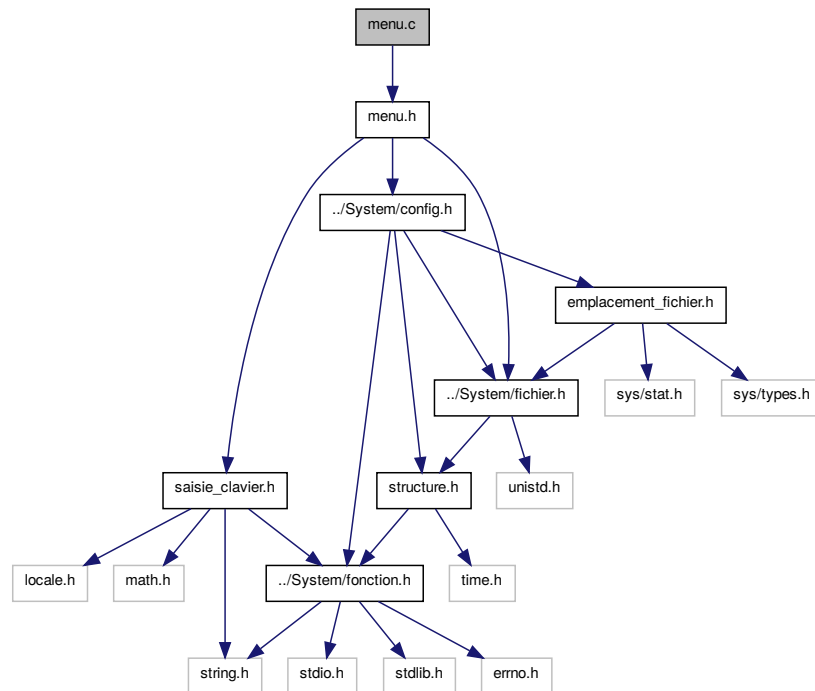 menu.c
menu.h
../System/config.h
emplacement_fichier.h
../System/fichier.h
sys/stat.h
sys/types.h
saisie_clavier.h
structure.h
unistd.h
locale.h
math.h
../System/fonction.h
time.h
string.h
stdio.h
stdlib.h
errno.h